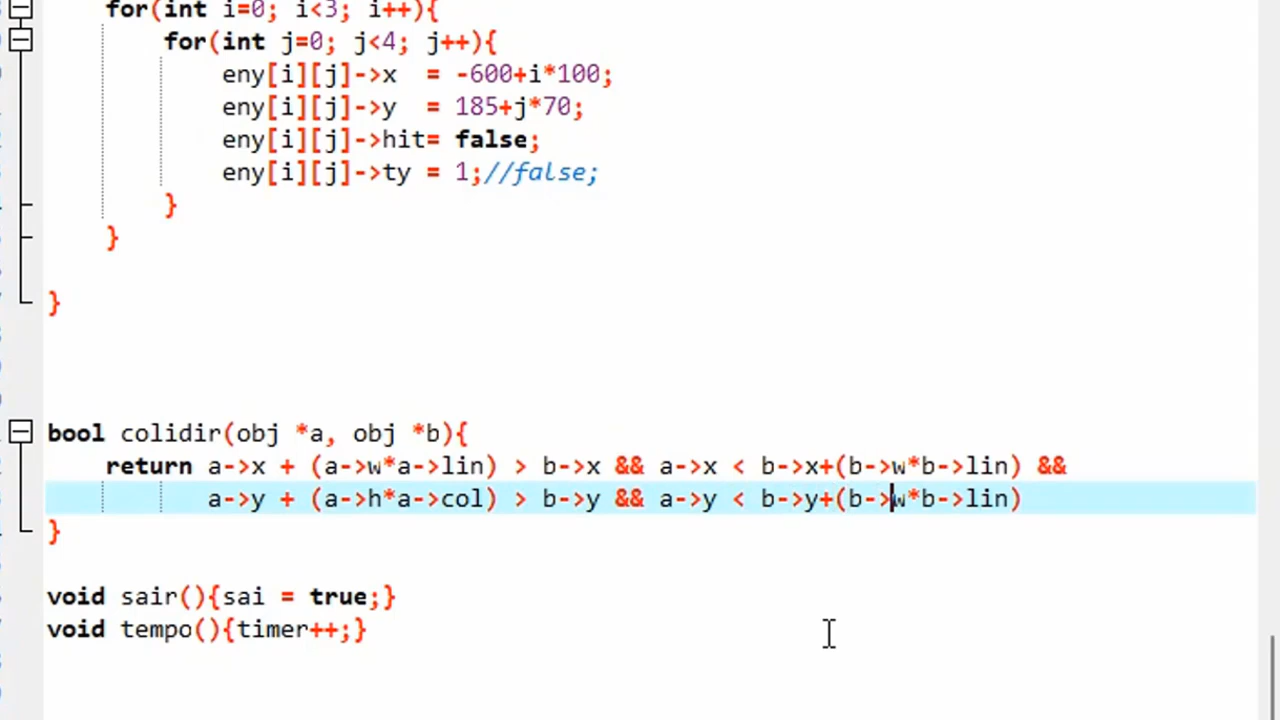 for(int i=0; i<3; i++){
for(int j=0; j<4; j++){
eny[i][j]->x = -600+i*100;
eny[i][j]->y = 185+j*70;
eny[i][j]->hit= false;
eny[i][j]->ty = 1;//false;
}
}
}
bool colidir(obj *a, obj *b){
return a->x + (a->w*a->lin) > b->x && a->x < b->x+(b->w*b->lin) &&
a->y + (a->h*a->col) > b->y && a->y < b->y+(b->w*b->lin)
}
void sair(){sai = true;}
void tempo(){timer++;}